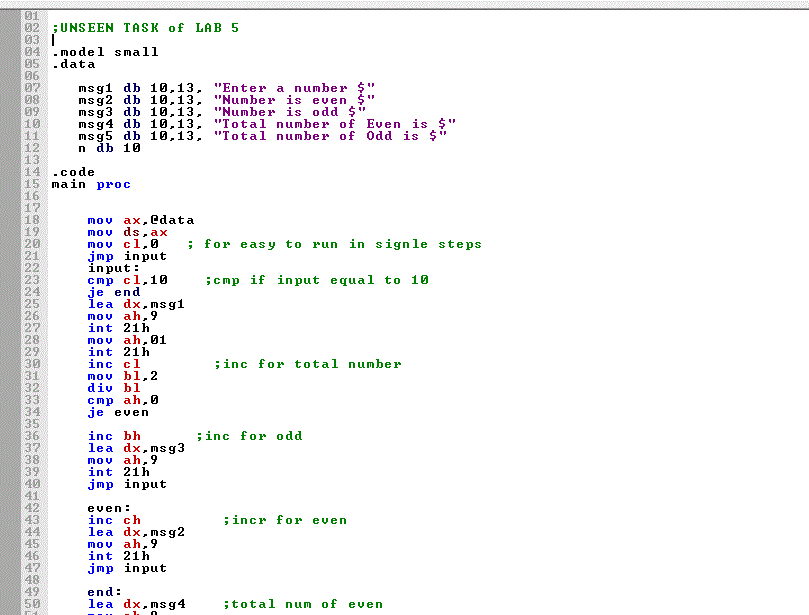 01
02 ;UNSEEN TASK of LAB 5
03
04 .model small
05 .data
06
07 msg1 db 10,13, "Enter a number $"
08 msg2 db 10,13, "Number is even $"
09 msg3 db 10,13, "Number is odd $"
10 msg4 db 10,13, "Total number of Even is $"
11 msg5 db 10,13, "Total number of Odd is $"
12 n db 10
13
14 .code
15 main proc
16
17
18 mov ax,@data
19 mov ds,ax
20 mov cl,0 ; for easy to run in signle steps
21 jmp input
22 input:
23 cmp cl,10 ;cmp if input equal to 10
24 je end
25 lea dx,msg1
26 mov ah,9
27 int 21h
28 mov ah,01
29 int 21h
30 inc cl ;inc for total number
31 mov bl,2
32 div bl
33 cmp ah,0
34 je even
35
36 inc bh ;inc for odd
37 lea dx,msg3
38 mov ah,9
39 int 21h
40 jmp input
41
42 even:
43 inc ch ;incr for even
44 lea dx,msg2
45 mov ah,9
46 int 21h
47 jmp input
48
49 end:
50 lea dx,msg4 ;total num of even